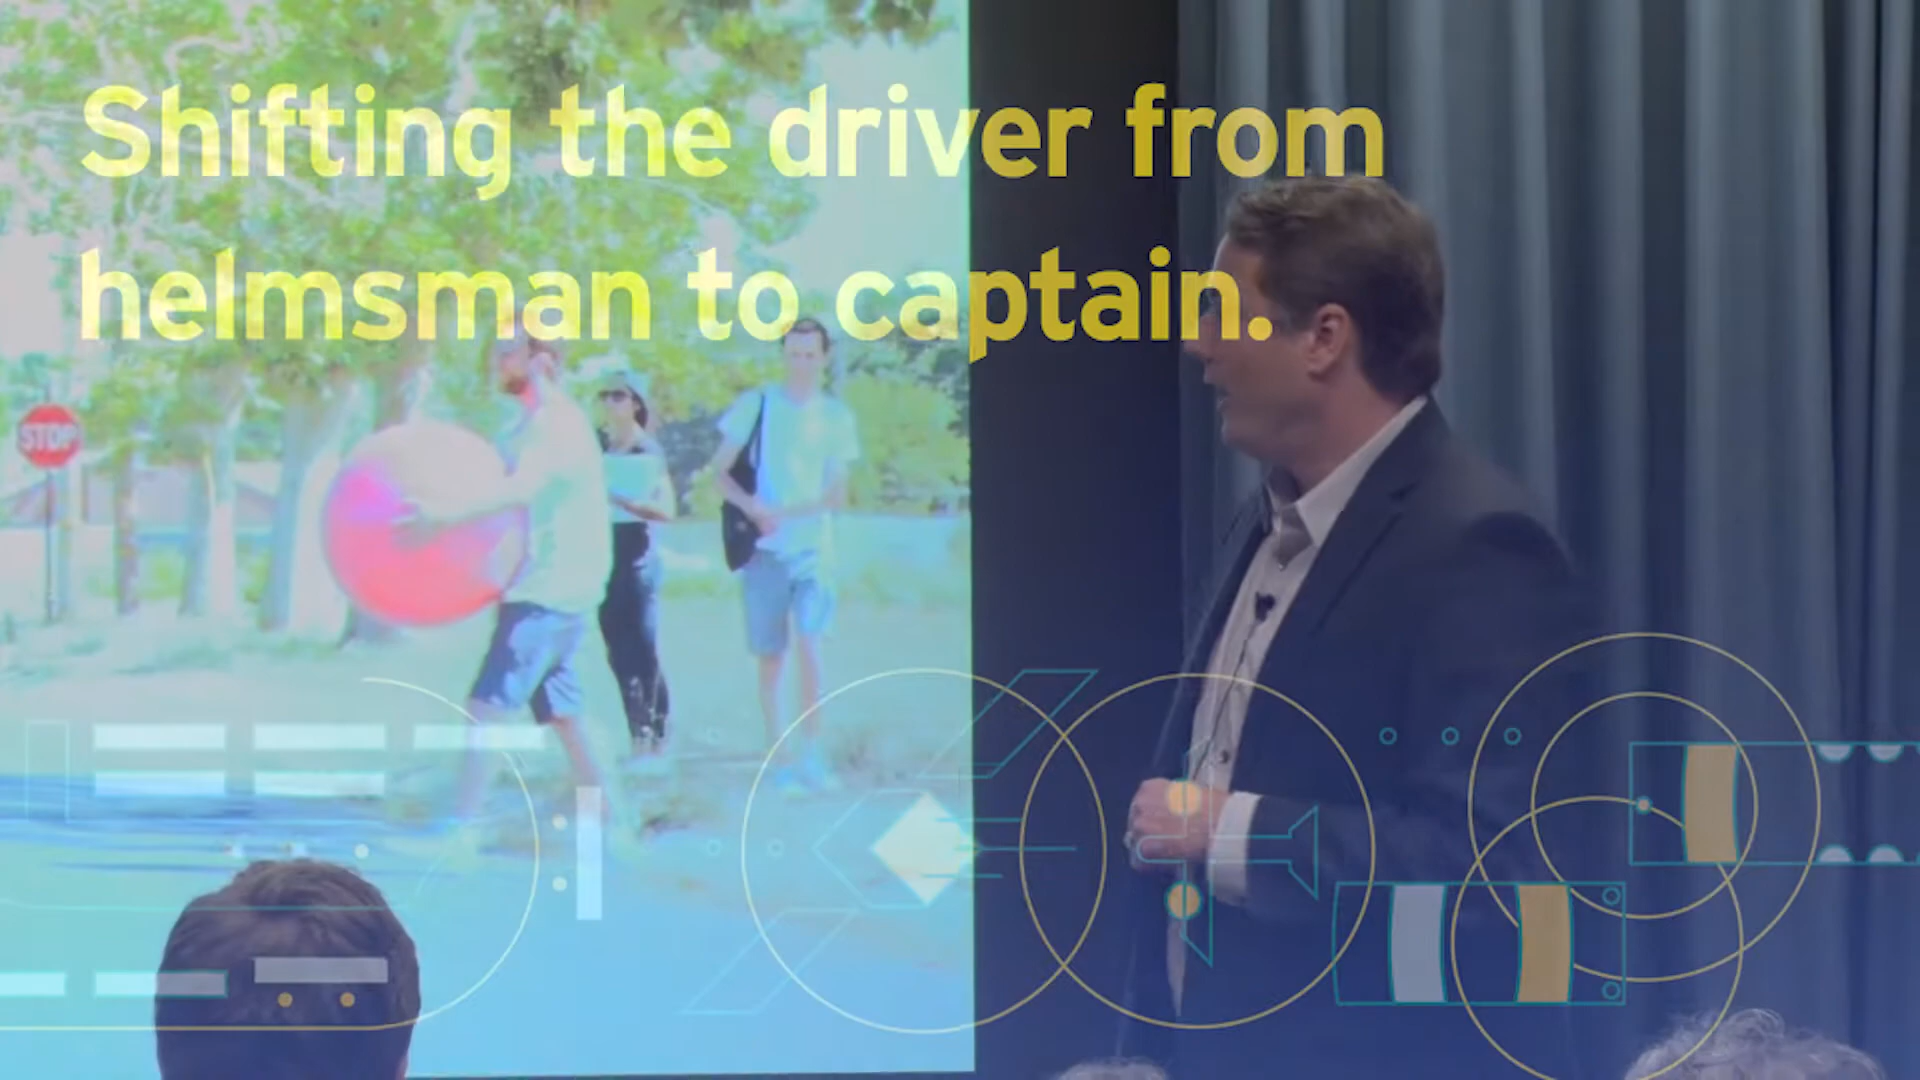 Shifting the driver from
helmsman to captain.
STOP